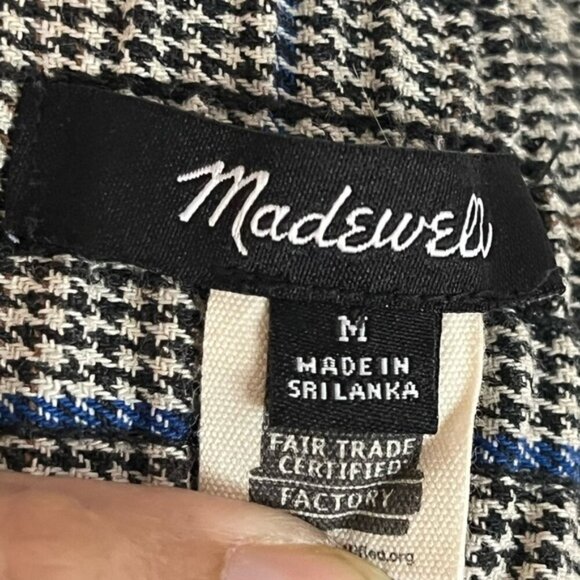 Madewell
M
MADE IN
SRI LANKA
FAIR TRADE
CERTIFIED
FACTORY